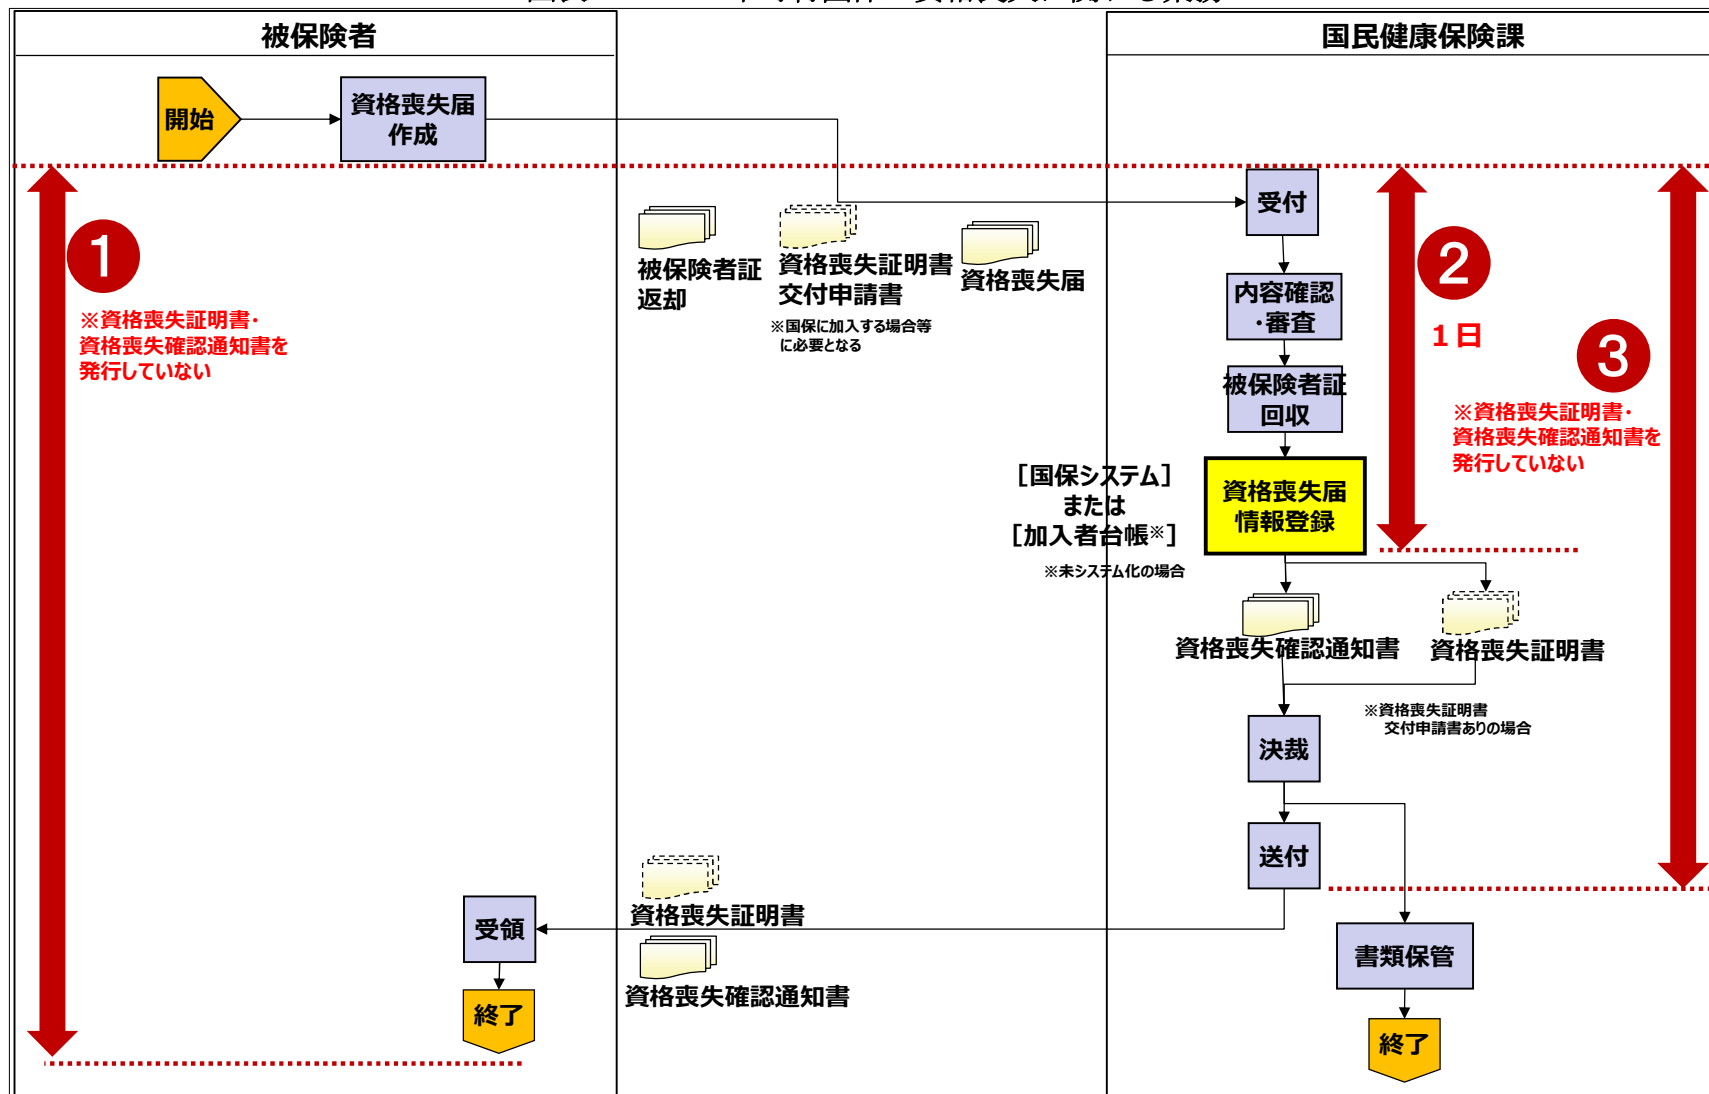 被保険者
国民健康保険課
開始
資格喪失届
作成
受付
1
※資格喪失証明書・
資格喪失確認通知書を
発行していない
被保険者証
返却
資格喪失証明書
交付申請書
※国保に加入する場合等
に必要となる
資格喪失届
内容確認
・審査
2
1日
被保険者証
回収
3
※資格喪失証明書・
資格喪失確認通知書を
発行していない
［国保システム］
または
［加入者台帳※］
※未システム化の場合
資格喪失届
情報登録
資格喪失確認通知書
資格喪失証明書
※資格喪失証明書
交付申請書ありの場合
決裁
送付
資格喪失証明書
受領
資格喪失確認通知書
書類保管
終了
終了